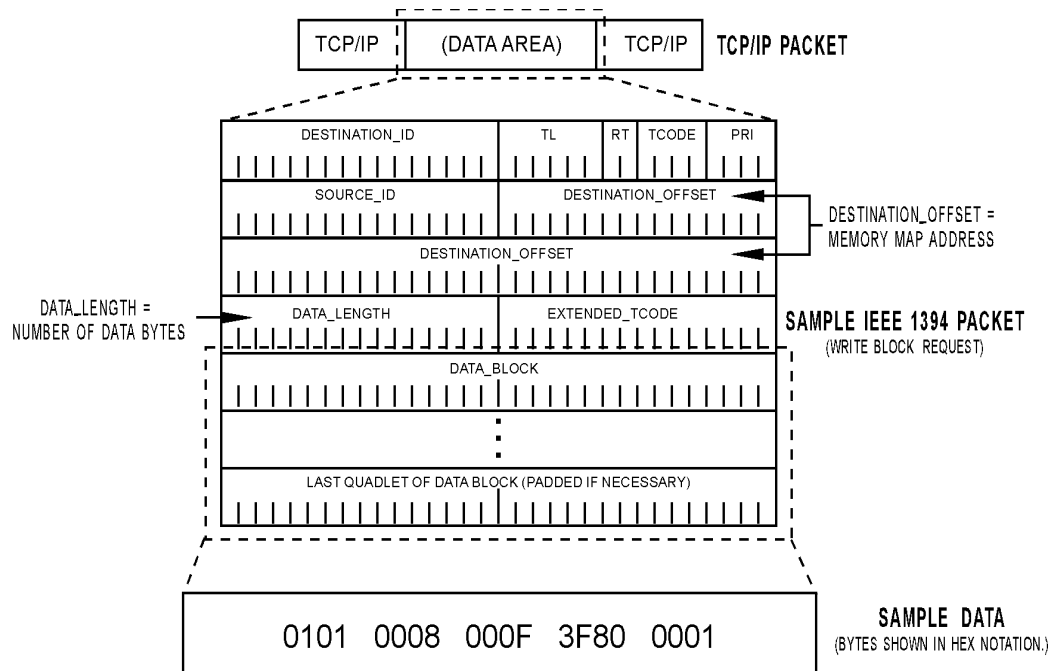 TCP/IP (DATA AREA) TCP/IP TCP/IP PACKET
DESTINATION_ID TL RT TCODE PRI
SOURCE_ID DESTINATION_OFFSET
DESTINATION_OFFSET =
MEMORY MAP ADDRESS
DESTINATION_OFFSET
DATA_LENGTH =
NUMBER OF DATA BYTES
DATA_LENGTH EXTENDED_TCODE
SAMPLE IEEE 1394 PACKET
(WRITE BLOCK REQUEST)
DATA_BLOCK
LAST QUADLET OF DATA BLOCK (PADDED IF NECESSARY)
0101 0008 000F 3F80 0001
SAMPLE DATA
(BYTES SHOWN IN HEX NOTATION.)